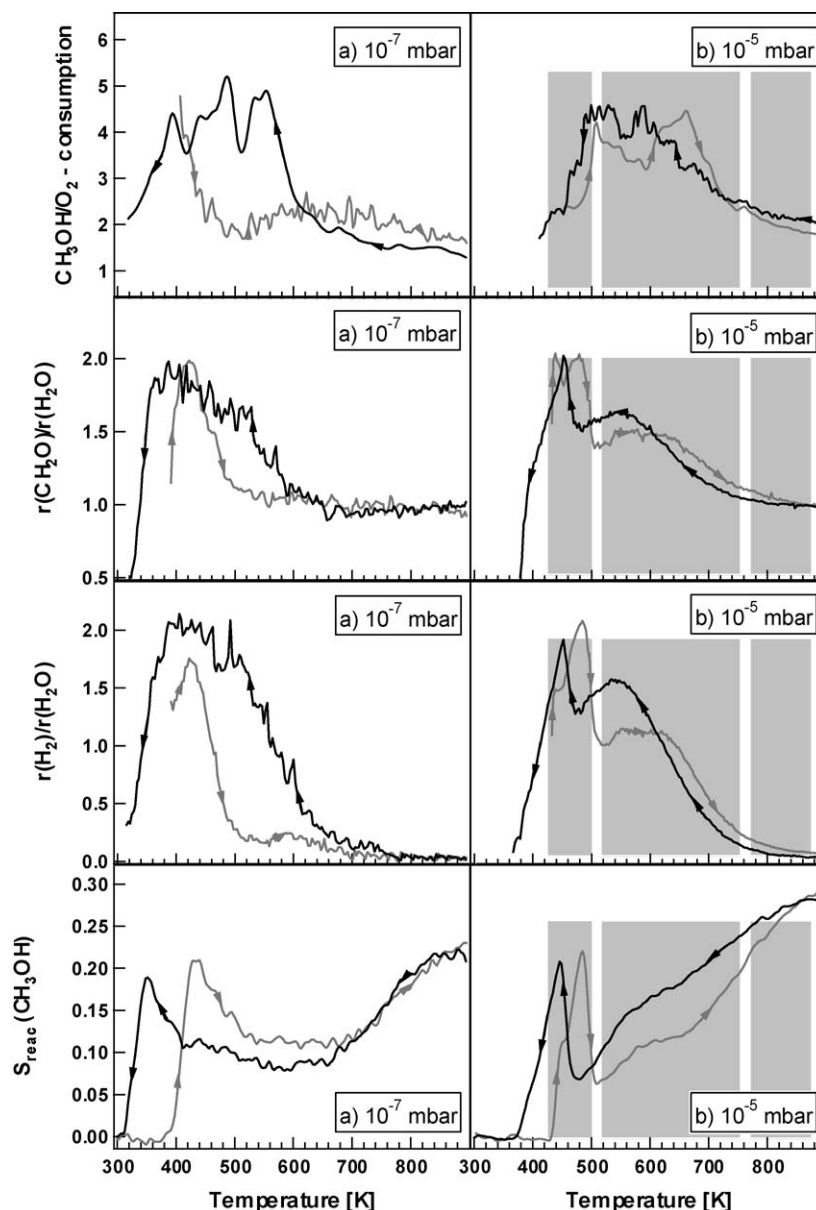 a) 10⁻⁷ mbar
b) 10⁻⁵ mbar
CH₃OH/O₂ - consumption
6
5
4
3
2
1
a) 10⁻⁷ mbar
b) 10⁻⁵ mbar
r(CH₂O)/r(H₂O)
2.0
1.5
1.0
0.5
a) 10⁻⁷ mbar
b) 10⁻⁵ mbar
r(H₂)/r(H₂O)
2.0
1.5
1.0
0.5
0.0
S_reac (CH₃OH)
0.30
0.25
0.20
0.15
0.10
0.05
0.00
a) 10⁻⁷ mbar
b) 10⁻⁵ mbar
300 400 500 600 700 800 300 400 500 600 700 800
Temperature [K] Temperature [K]